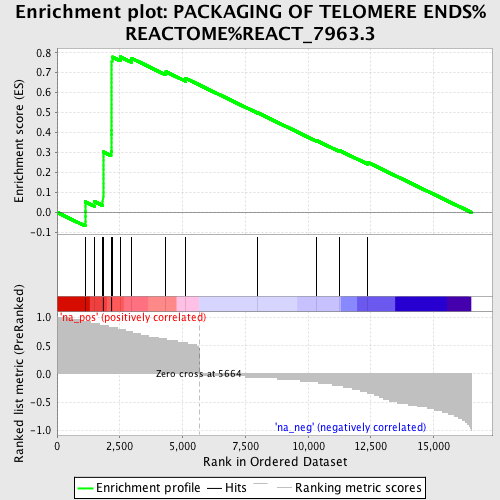 Enrichment plot: PACKAGING OF TELOMERE ENDS%
REACTOME%REACT_7963.3
Enrichment score (ES)
0.8
0.7
0.6
0.5
0.4
0.3
0.2
0.1
0.0
-0.1
'na_pos' (positively correlated)
Ranked list metric (PreRanked)
1.0
0.5
0.0
-0.5
-1.0
Zero cross at 5664
'na_neg' (negatively correlated)
0
2,500
5,000
7,500
10,000
12,500
15,000
Rank in Ordered Dataset
Enrichment profile
Hits
Ranking metric scores